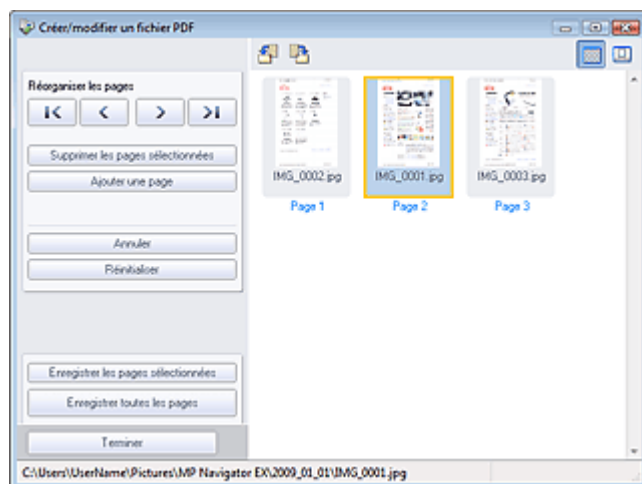 Créer/modifier un fichier PDF
Réorganiser les pages
Supprimer les pages sélectionnées
Ajouter une page
Annuler
Réinitialiser
Enregistrer les pages sélectionnées
Enregistrer toutes les pages
Terminer
IMG_0002.jpg IMG_0001.jpg IMG_0003.jpg
Page 1 Page 2 Page 3
C:\Users\UserName\Pictures\MP Navigator EX\2009_01_01\IMG_0001.jpg